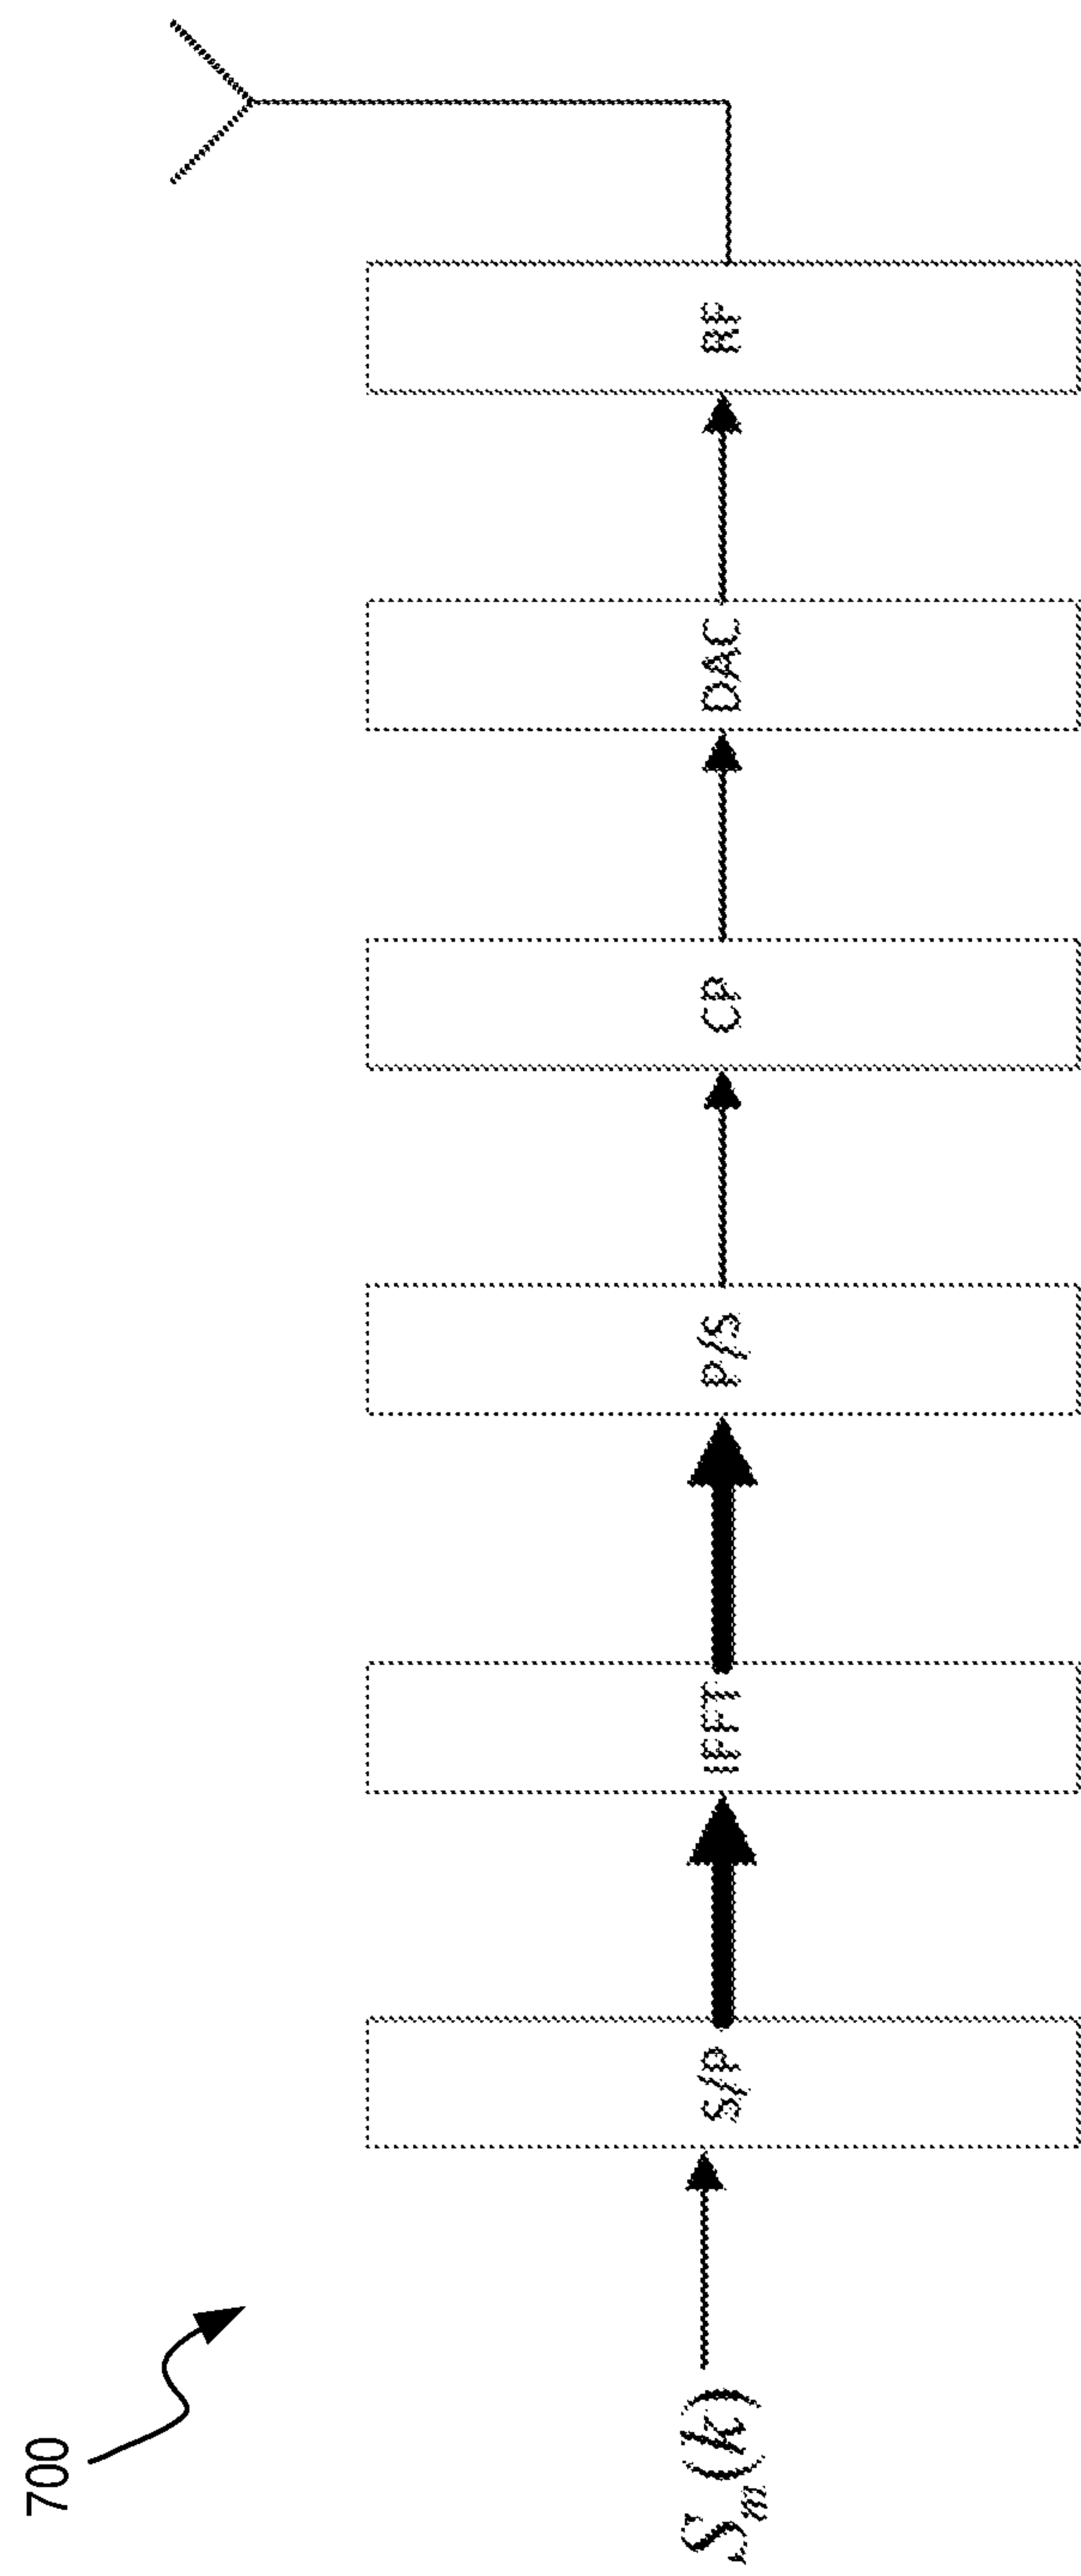 700
S_m(k)
S/P
IFFT
P/S
CP
DAC
RF